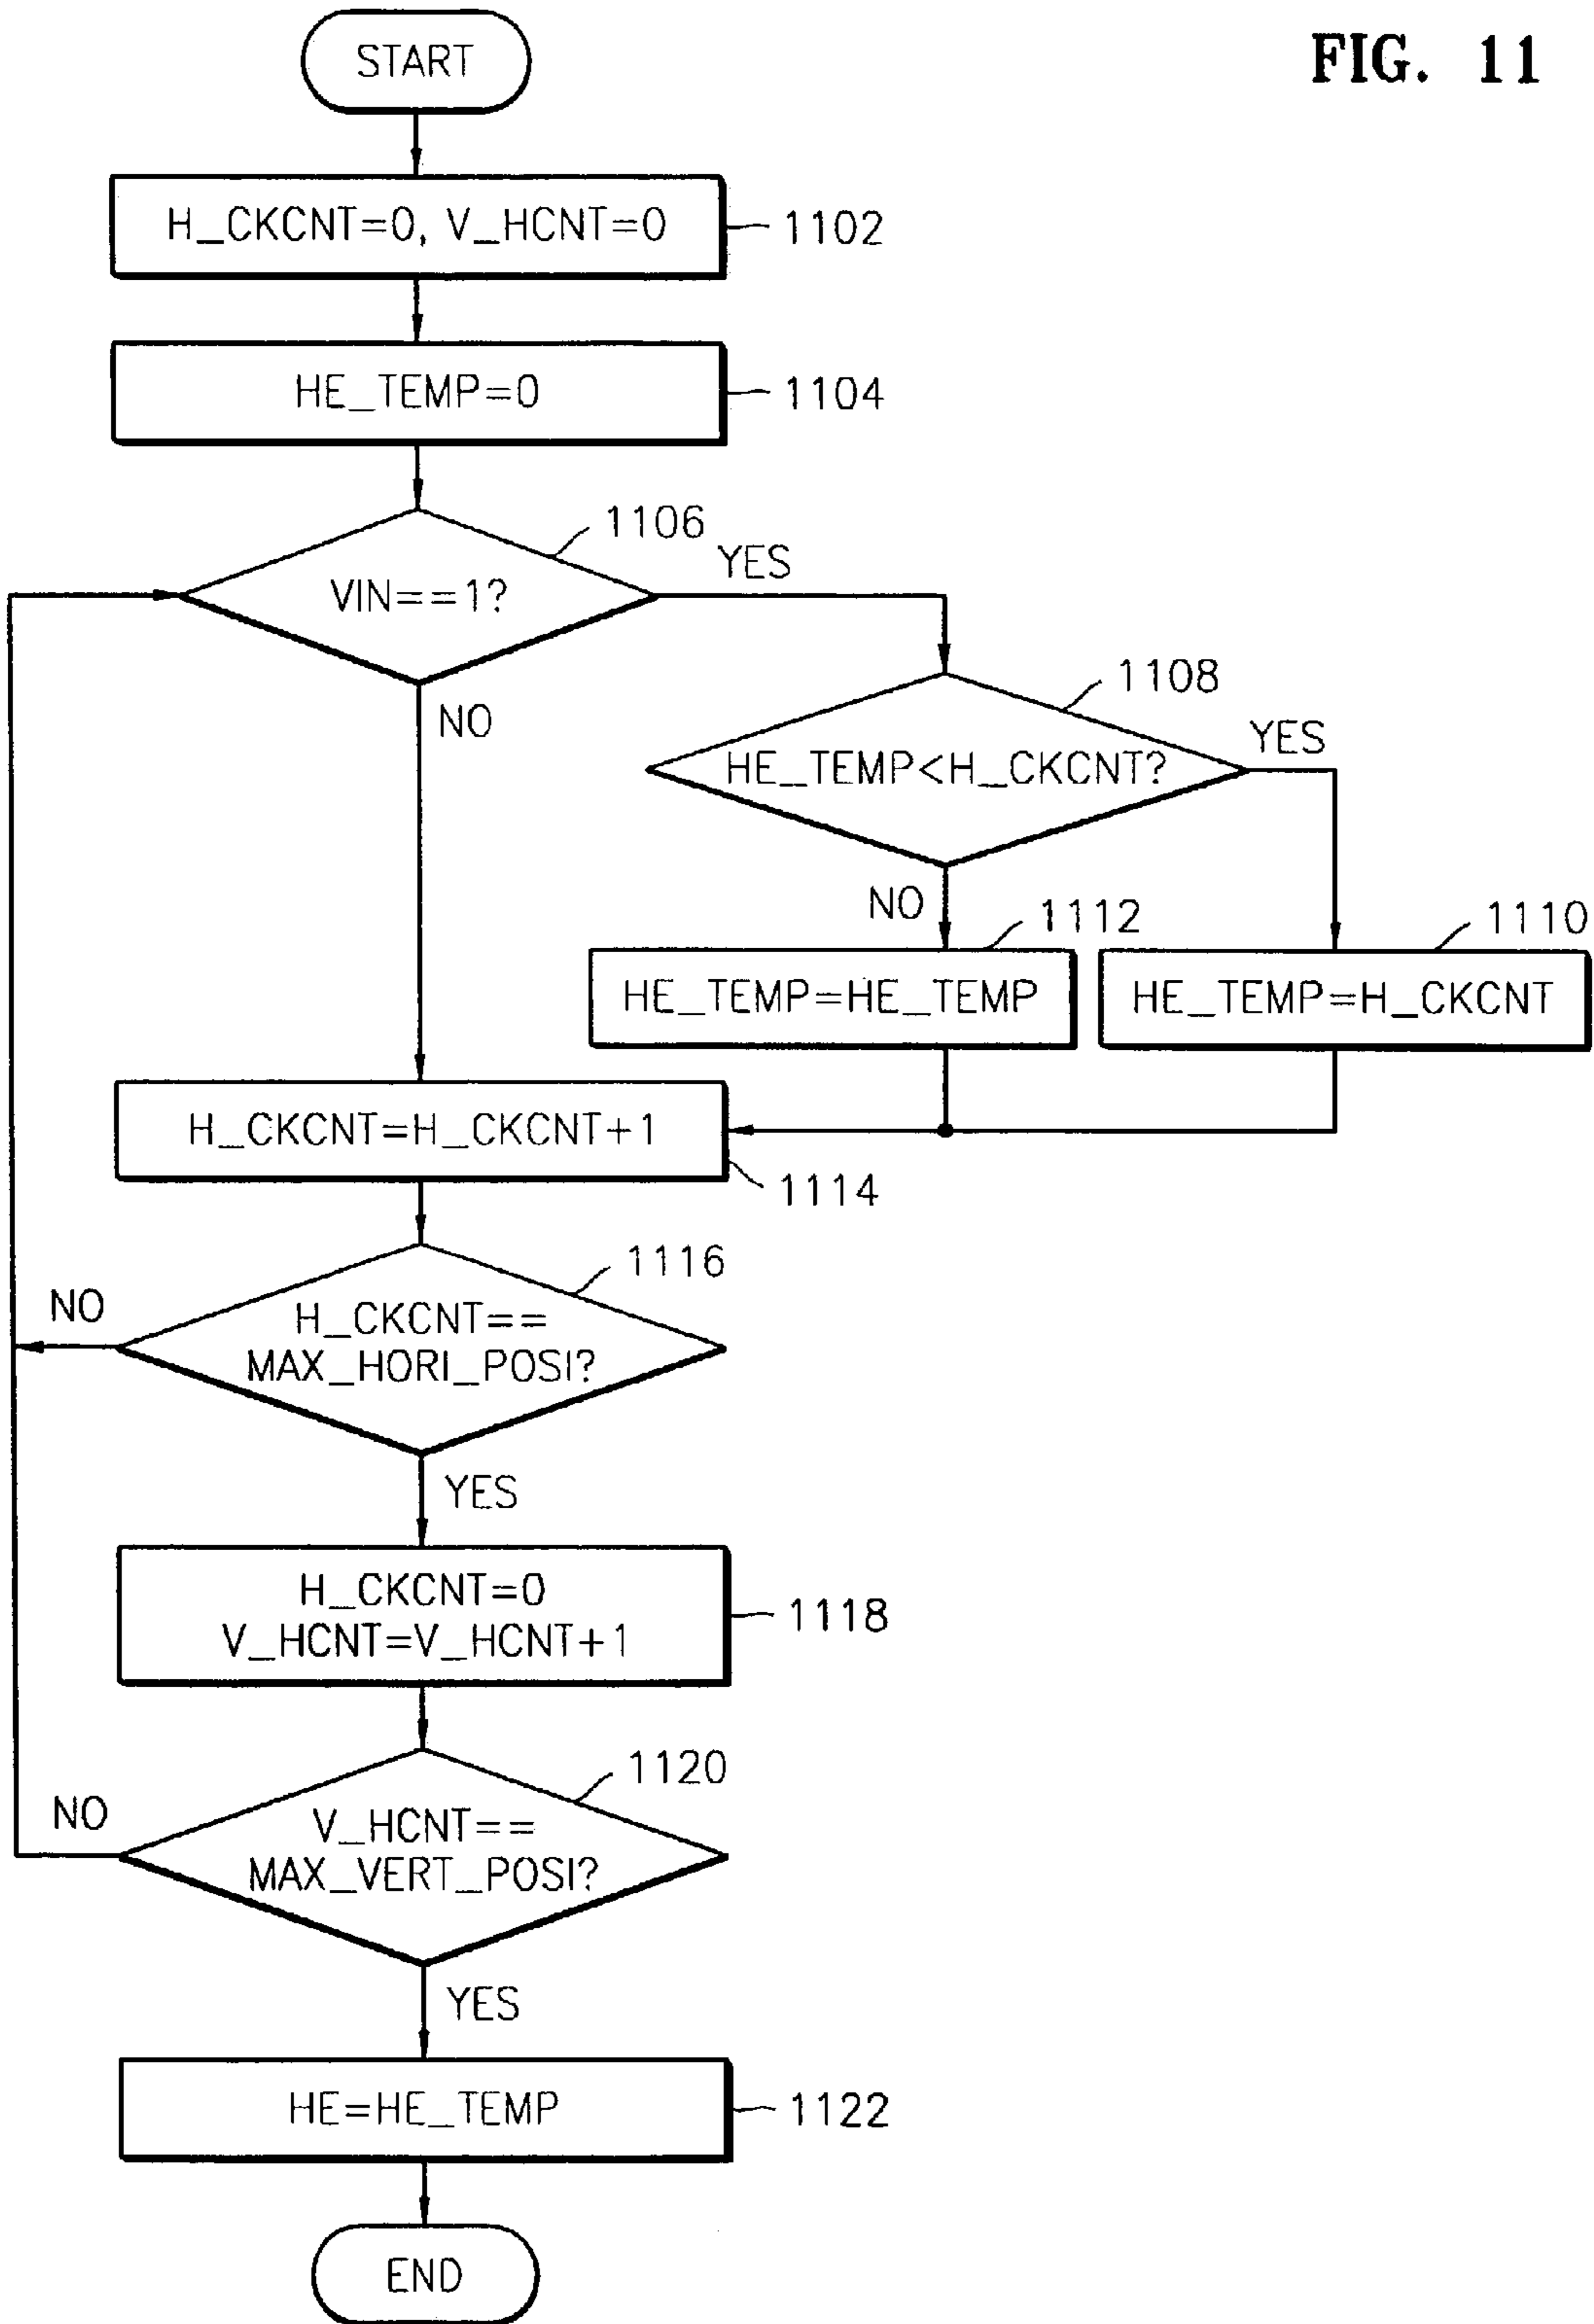 FIG. 11
START
H_CKCNT=0, V_HCNT=0
1102
HE_TEMP=0
1104
1106
VIN==1?
YES
NO
1108
HE_TEMP<H_CKCNT?
YES
NO
1112
1110
HE_TEMP=HE_TEMP
HE_TEMP=H_CKCNT
H_CKCNT=H_CKCNT+1
1114
1116
NO
H_CKCNT==
MAX_HORI_POSI?
YES
H_CKCNT=0
V_HCNT=V_HCNT+1
1118
1120
NO
V_HCNT==
MAX_VERT_POSI?
YES
HE=HE_TEMP
1122
END